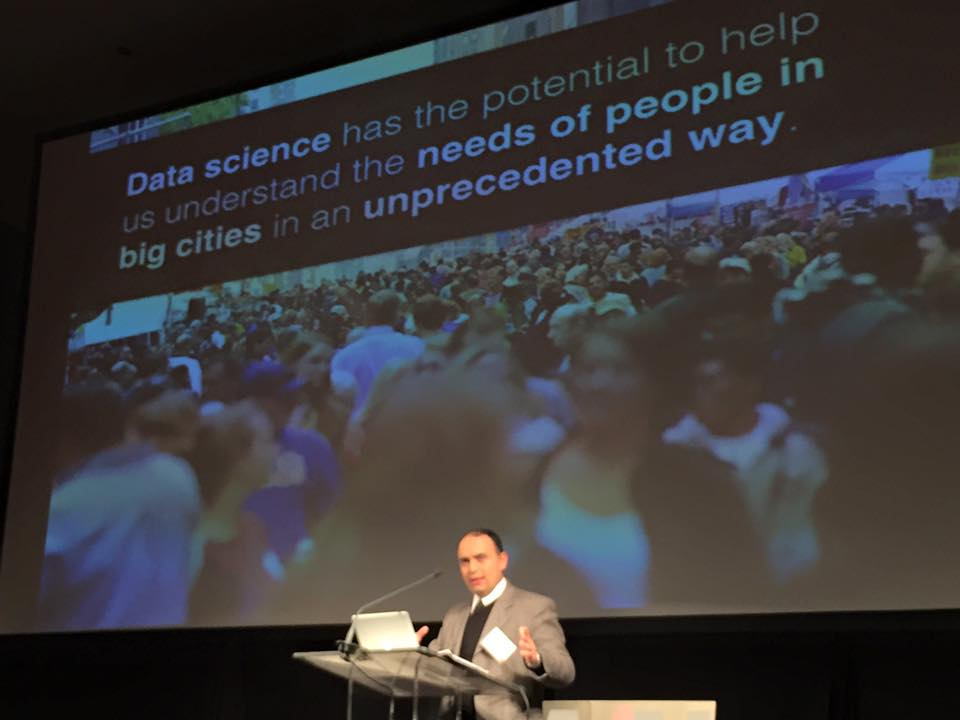 Data science has the potential to help
us understand the needs of people in
big cities in an unprecedented way.